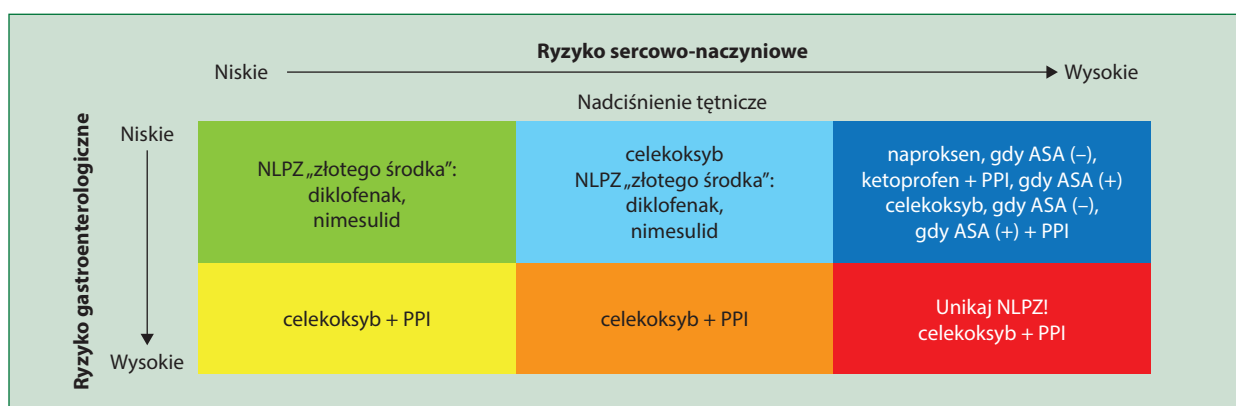 Ryzyko sercowo-naczyniowe
Niskie
Wysokie
Nadciśnienie tętnicze
Ryzyko gastroenterologiczne
Niskie
Wysokie
NLPZ „złotego środka”:
diklofenak,
nimesulid
celekoksyb
NLPZ „złotego środka”:
diklofenak,
nimesulid
naproksen, gdy ASA (–),
ketoprofen + PPI, gdy ASA (+)
celekoksyb, gdy ASA (–),
gdy ASA (+) + PPI
celekoksyb + PPI
celekoksyb + PPI
Unikaj NLPZ!
celekoksyb + PPI